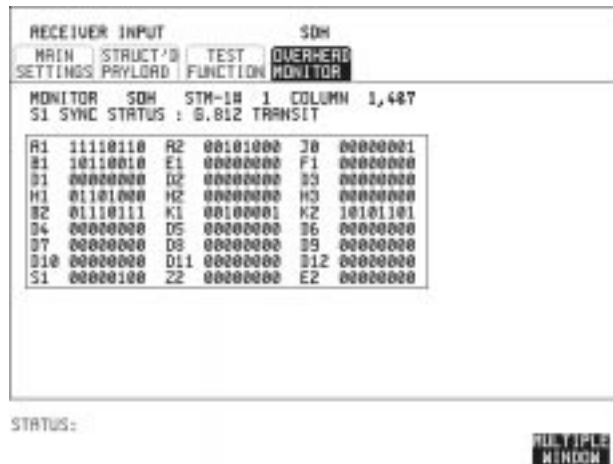 RECEIVER INPUT SDH
MAIN SETTINGS STRUCT'D PAYLOAD TEST FUNCTION OVERHEAD MONITOR
MONITOR SDH STM-1# 1 COLUMN 1,4&7
S1 SYNC STATUS : G.812 TRANSIT
A1 11110110 A2 00101000 J0 00000001
B1 10110010 E1 00000000 F1 00000000
D1 00000000 D2 00000000 D3 00000000
H1 01101000 H2 00000000 H3 00000000
B2 01110111 K1 00100001 K2 10101101
D4 00000000 D5 00000000 D6 00000000
D7 00000000 D8 00000000 D9 00000000
D10 00000000 D11 00000000 D12 00000000
S1 00000100 Z2 00000000 E2 00000000
STATUS:
MULTIPLE
WINDOW